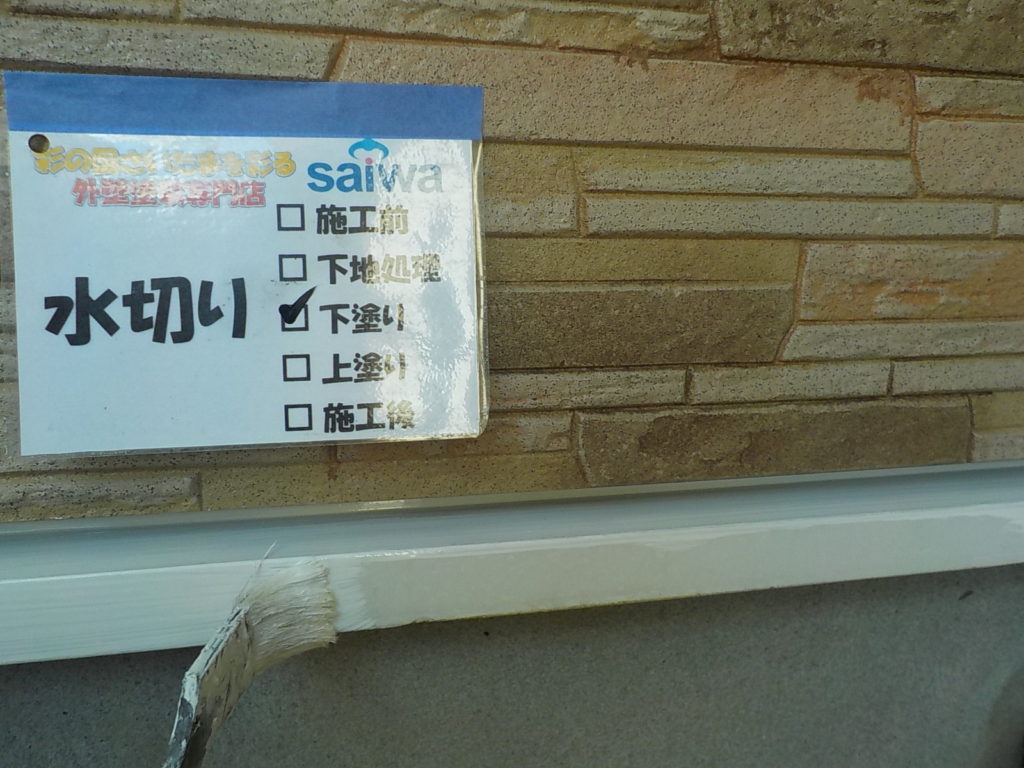 saiwa
外壁塗装専門店
施工前
下地処理
水切り
下塗り
上塗り
施工後